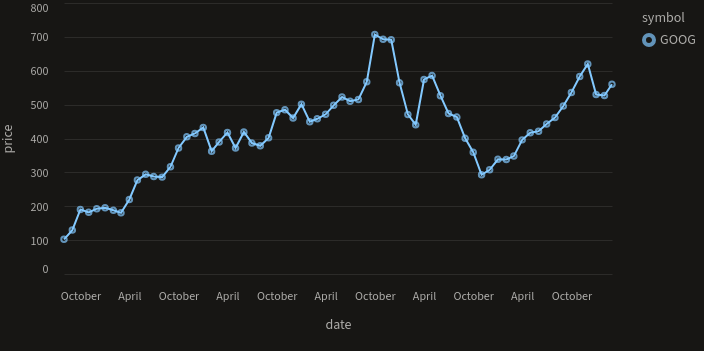 symbol
GOOG
price
800
700
600
500
400
300
200
100
0
October April October April October April October April October April October
date